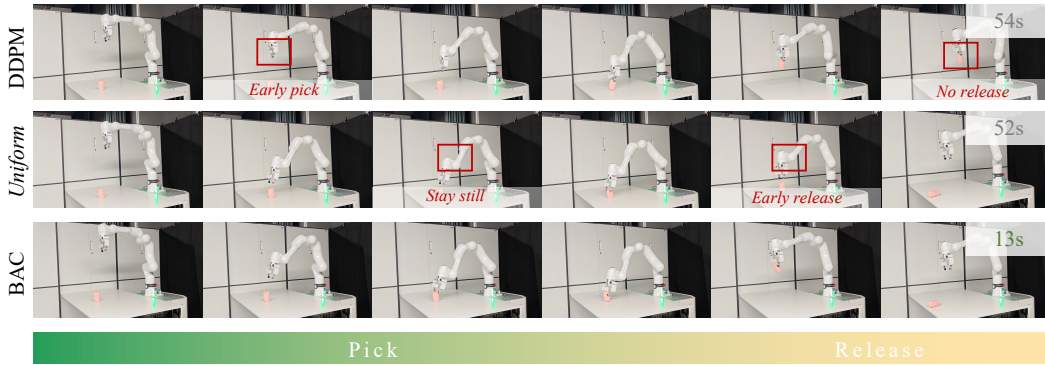 DDPM
54s
Early pick
No release
Uniform
52s
Stay still
Early release
BAC
13s
Pick
Release